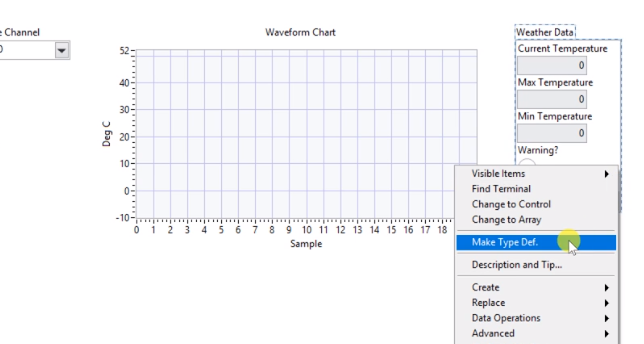 e Channel
0
Waveform Chart
52
40
30
20
10
0
-10
Deg C
0 1 2 3 4 5 6 7 8 9 10 11 12 13 14 15 16 17 18
Sample
Weather Data
Current Temperature
0
Max Temperature
0
Min Temperature
0
Warning?
Visible Items
Find Terminal
Change to Control
Change to Array
Make Type Def.
Description and Tip...
Create
Replace
Data Operations
Advanced